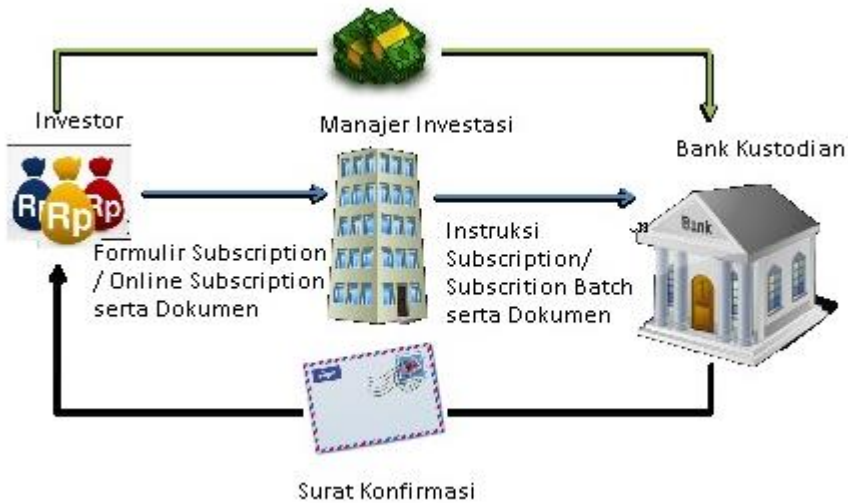 Investor
Manajer Investasi
Bank Kustodian
Rp
Rp
Rp
Bank
Formulir Subscription
/ Online Subscription
serta Dokumen
Instruksi
Subscription/
Subscrition Batch
serta Dokumen
Surat Konfirmasi